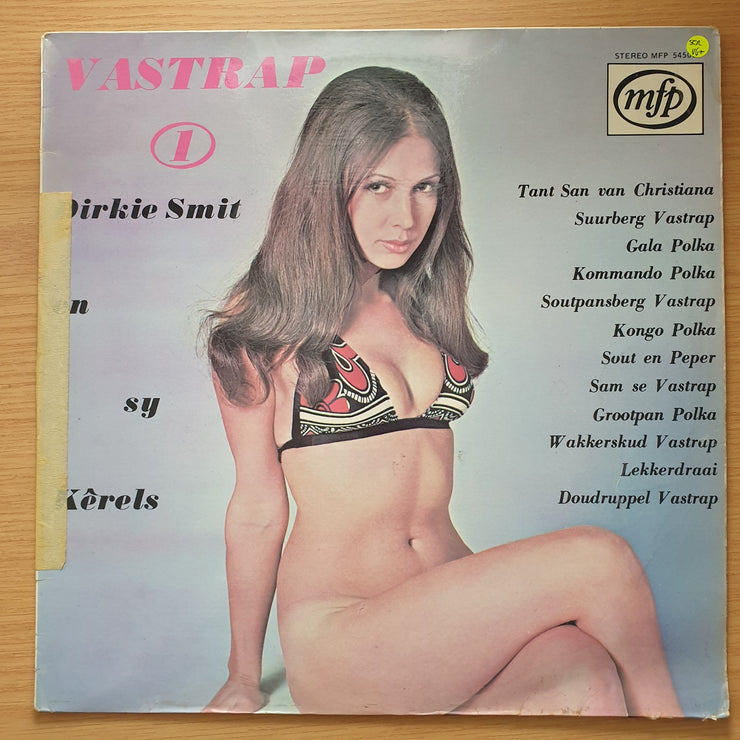 VASTRAP
1
Dirkie Smit
en
sy
Kêrels
STEREO MFP
mfp
Tant San van Christiana
Suurberg Vastrap
Gala Polka
Kommando Polka
Soutpansberg Vastrap
Kongo Polka
Sout en Peper
Sam se Vastrap
Grootpan Polka
Wakkerskud Vastrap
Lekkerdraai
Doudruppel Vastrap